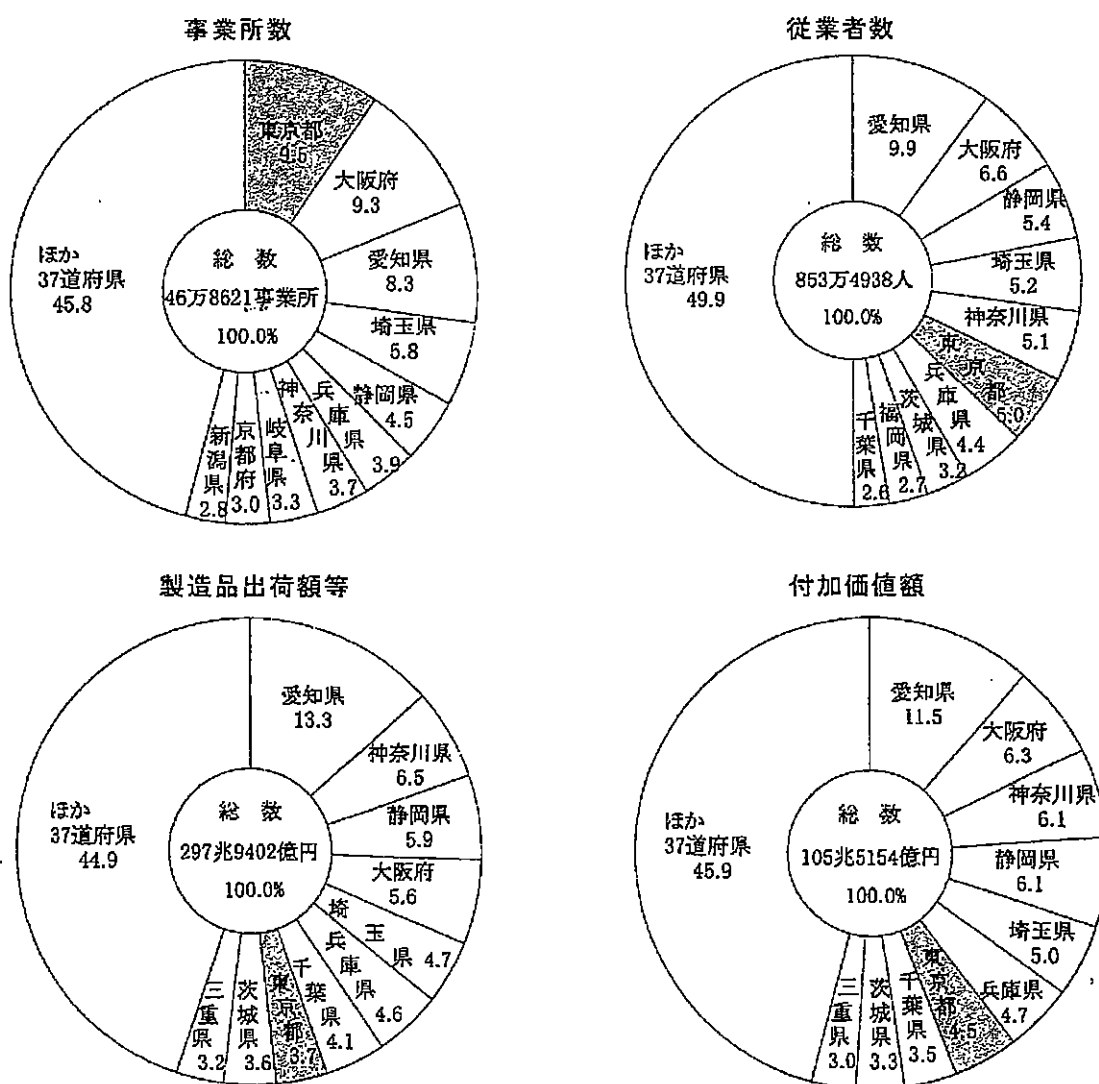 事業所数
東京都
9.5
大阪府
9.3
愛知県
8.3
埼玉県
5.8
静岡県
4.5
兵庫県
3.9
神奈川県
3.7
岐阜県
3.3
京都府
3.0
新潟県
2.8
ほか
37道府県
45.8
総数
46万8621事業所
100.0%
従業者数
愛知県
9.9
大阪府
6.6
静岡県
5.4
埼玉県
5.2
神奈川県
5.1
東京都
5.0
兵庫県
4.4
茨城県
3.2
福岡県
2.7
千葉県
2.6
ほか
37道府県
49.9
総数
853万4938人
100.0%
製造品出荷額等
愛知県
13.3
神奈川県
6.5
静岡県
5.9
大阪府
5.6
埼玉県
4.7
兵庫県
4.6
千葉県
4.1
東京都
3.7
茨城県
3.6
三重県
3.2
ほか
37道府県
44.9
総数
297兆9402億円
100.0%
付加価値額
愛知県
11.5
大阪府
6.3
神奈川県
6.1
静岡県
6.1
埼玉県
5.0
兵庫県
4.7
東京都
4.5
千葉県
3.5
茨城県
3.3
三重県
3.0
ほか
37道府県
45.9
総数
105兆5154億円
100.0%